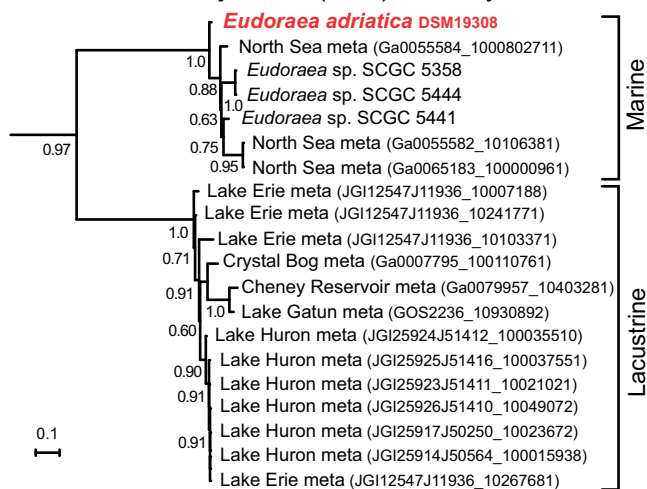 Eudoraea adriatica DSM19308
North Sea meta (Ga0055584_1000802711)
1.0
Eudoraea sp. SCGC 5358
0.88
Eudoraea sp. SCGC 5444
1.0
Eudoraea sp. SCGC 5441
0.63
North Sea meta (Ga0055582_10106381)
0.75
0.97
North Sea meta (Ga0065183_100000961)
0.95
Marine
Lake Erie meta (JGI12547J11936_10007188)
Lake Erie meta (JGI12547J11936_10241771)
1.0
Lake Erie meta (JGI12547J11936_10103371)
0.71
Crystal Bog meta (Ga0007795_100110761)
Cheney Reservoir meta (Ga0079957_10403281)
0.91
Lake Gatun meta (GOS2236_10930892)
1.0
0.60
Lake Huron meta (JGI25924J51412_100035510)
Lake Huron meta (JGI25925J51416_100037551)
0.90
Lake Huron meta (JGI25923J51411_10021021)
0.91
Lake Huron meta (JGI25926J51410_10049072)
Lake Huron meta (JGI25917J50250_10023672)
0.91
Lake Huron meta (JGI25914J50564_100015938)
Lake Erie meta (JGI12547J11936_10267681)
Lacustrine
0.1